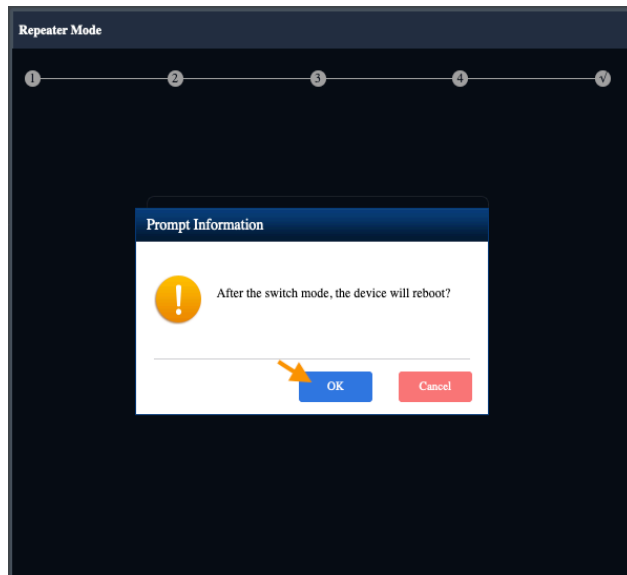 Repeater Mode
1 2 3 4 √
Prompt Information
! After the switch mode, the device will reboot?
OK Cancel